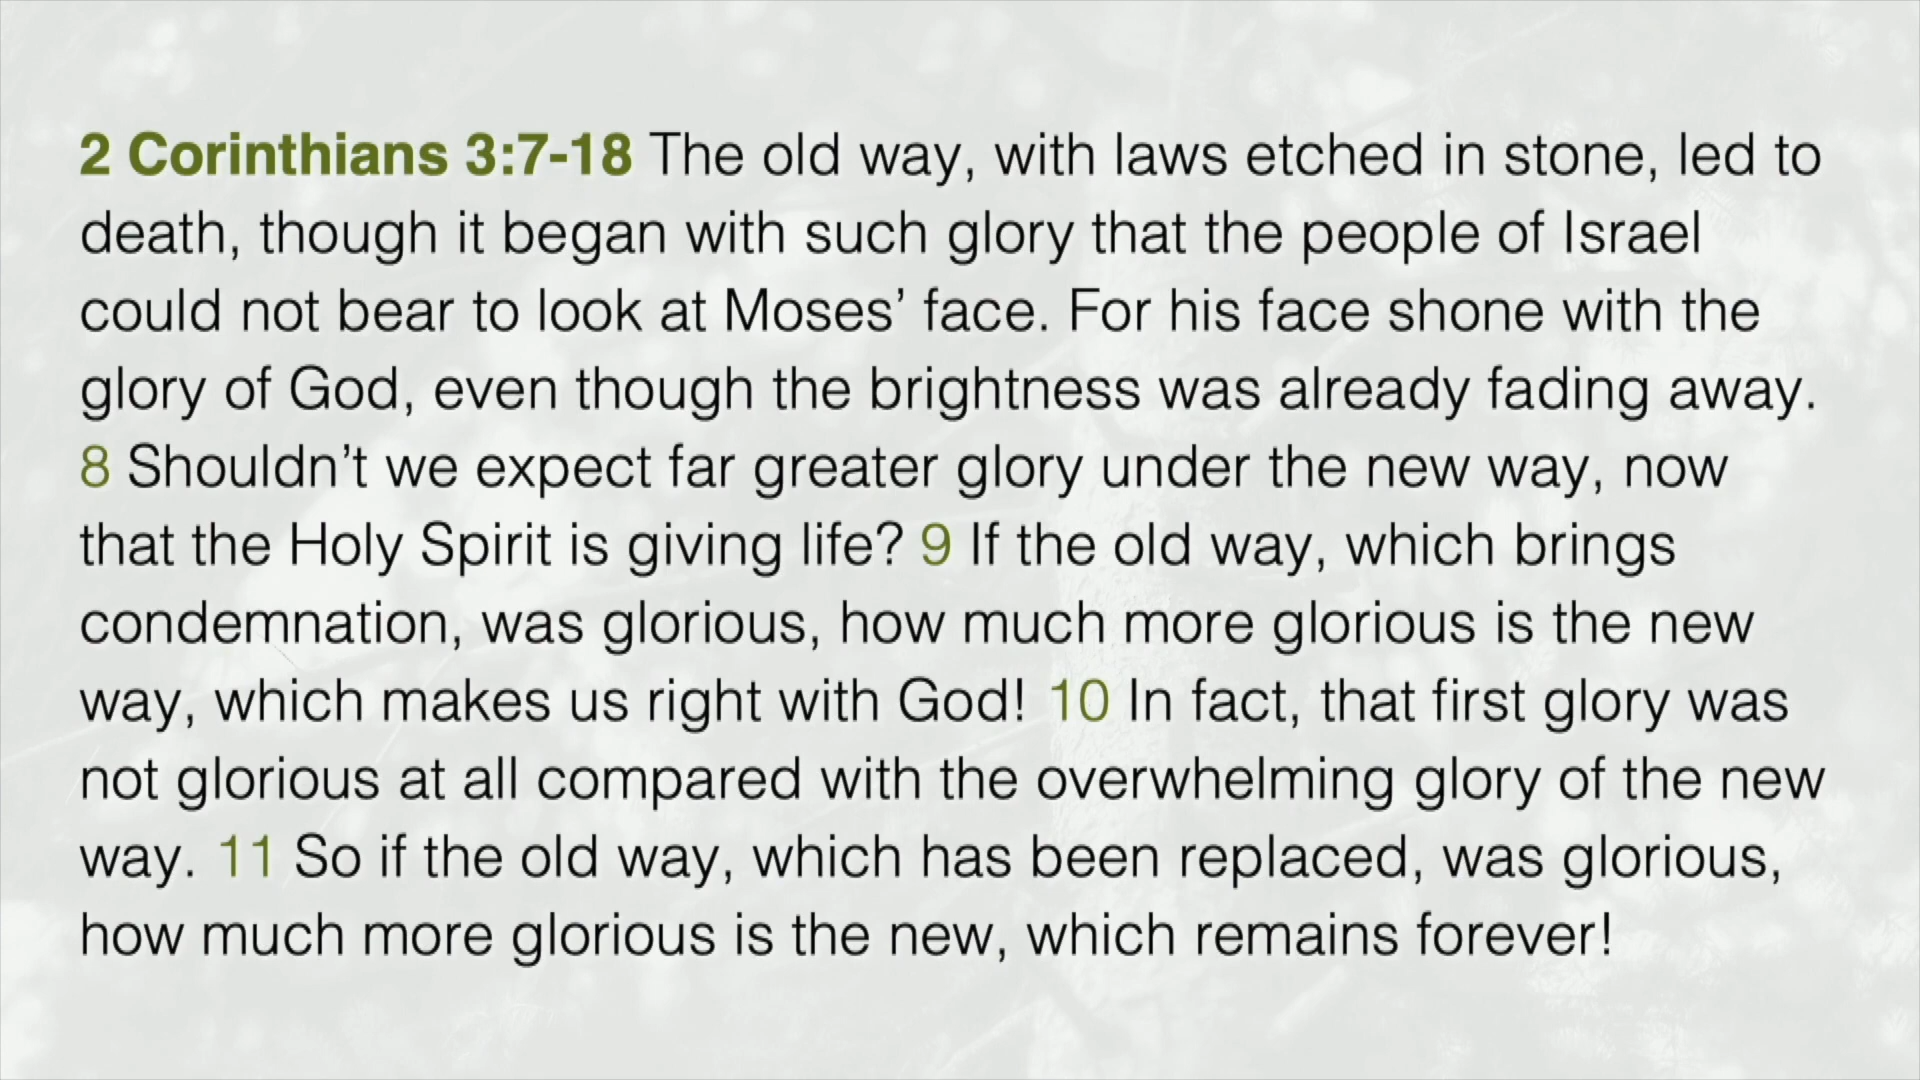 2 Corinthians 3:7-18 The old way, with laws etched in stone, led to
death, though it began with such glory that the people of Israel
could not bear to look at Moses’ face. For his face shone with the
glory of God, even though the brightness was already fading away.
8 Shouldn’t we expect far greater glory under the new way, now
that the Holy Spirit is giving life? 9 If the old way, which brings
condemnation, was glorious, how much more glorious is the new
way, which makes us right with God! 10 In fact, that first glory was
not glorious at all compared with the overwhelming glory of the new
way. 11 So if the old way, which has been replaced, was glorious,
how much more glorious is the new, which remains forever!